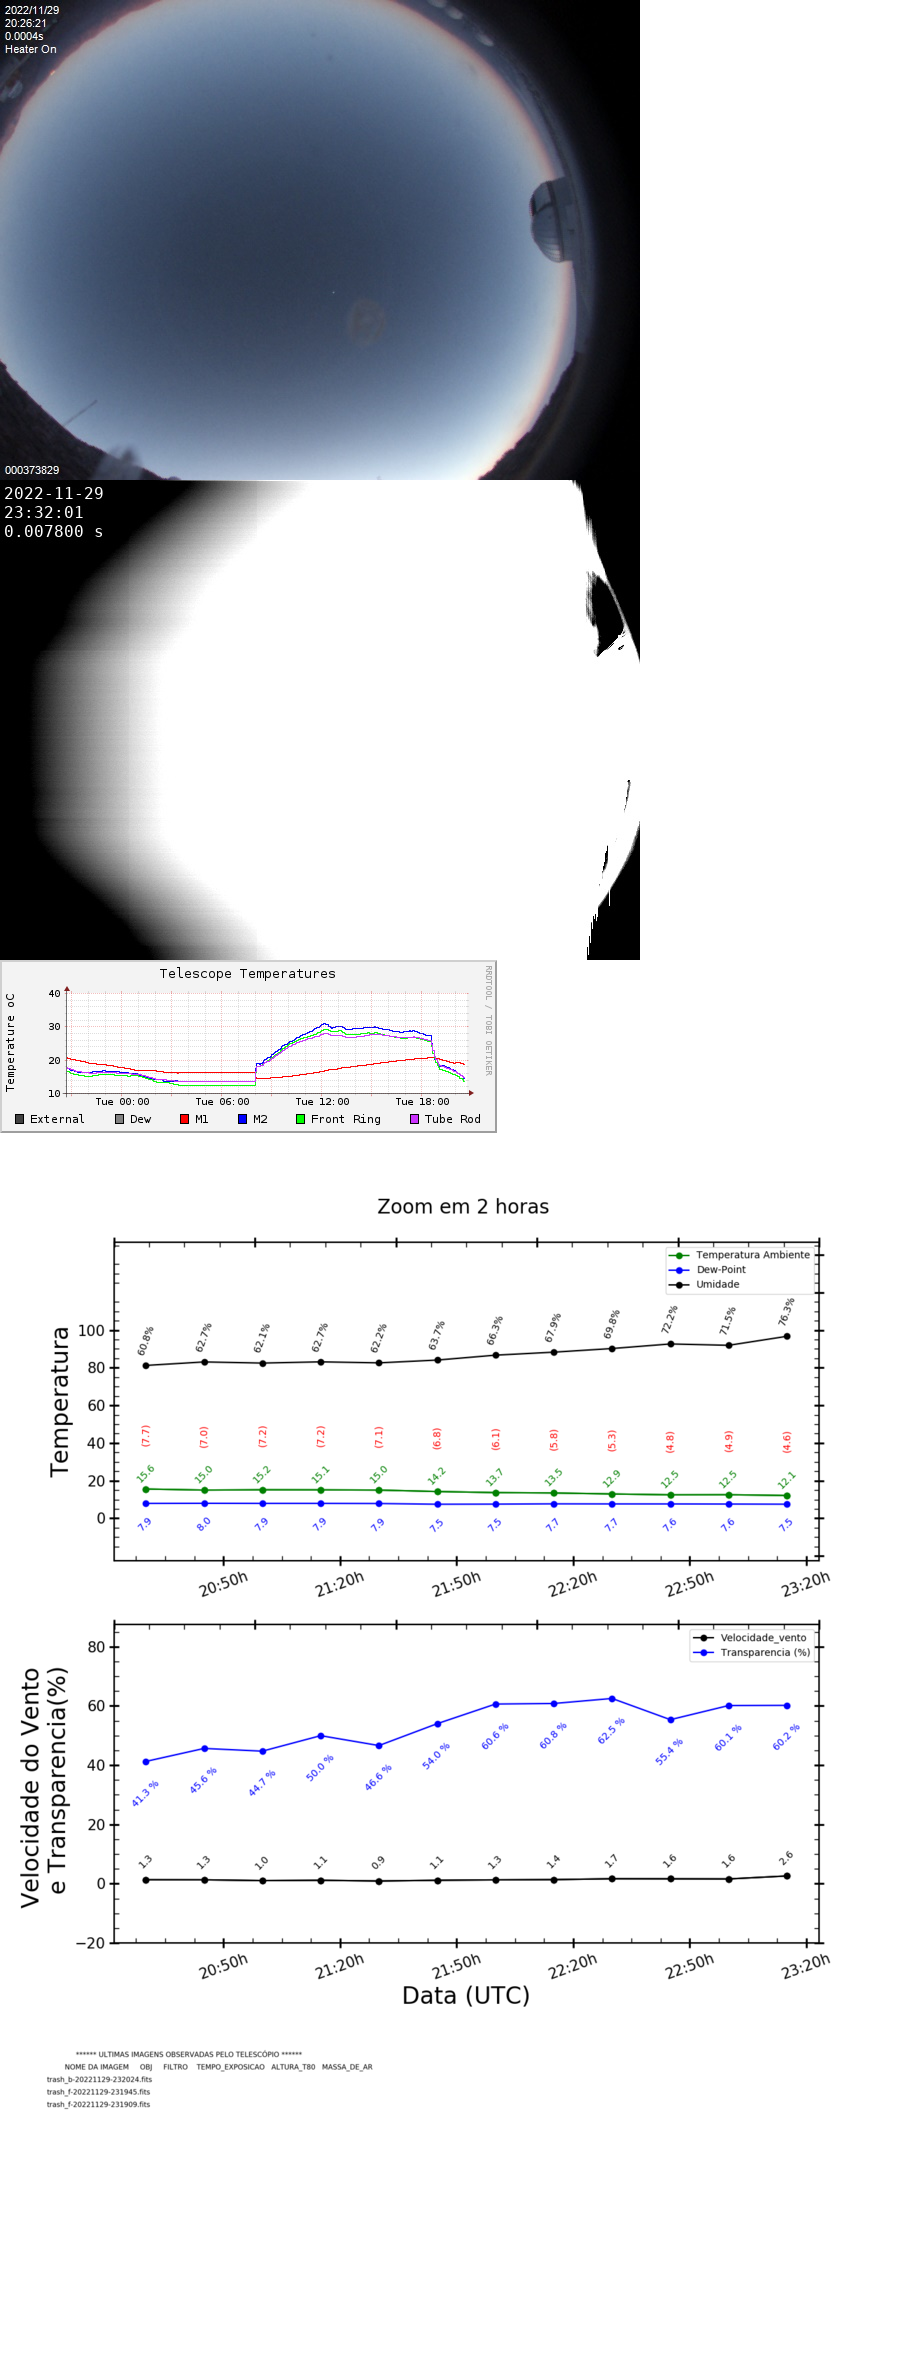 2022/11/29
20:26:21
0.0004s
Heater On
000373829
2022-11-29
23:32:01
0.007800 s
Telescope Temperatures
RRDTOOL / TOBI OETIKER
Temperature oC
40
30
20
10
Tue 00:00 Tue 06:00 Tue 12:00 Tue 18:00
External Dew M1 M2 Front Ring Tube Rod
Zoom em 2 horas
Temperatura Ambiente
Dew-Point
Umidade
Temperatura
100
80
60
40
20
0
60.8% 62.7% 62.1% 62.7% 62.2% 63.7% 66.3% 67.9% 69.8% 72.2% 71.5% 76.3%
(7.7) (7.0) (7.2) (7.2) (7.1) (6.8) (6.1) (5.8) (5.3) (4.8) (4.9) (4.6)
15.6 15.0 15.2 15.1 15.0 14.2 13.7 13.5 12.9 12.5 12.5 12.1
7.9 8.0 7.9 7.9 7.9 7.5 7.5 7.7 7.7 7.6 7.6 7.5
20:50h 21:20h 21:50h 22:20h 22:50h 23:20h
Velocidade_vento
Transparencia (%)
Velocidade do Vento
e Transparencia(%)
80
60
40
20
0
−20
41.3 % 45.6 % 44.7 % 50.0 % 46.6 % 54.0 % 60.6 % 60.8 % 62.5 % 55.4 % 60.1 % 60.2 %
1.3 1.3 1.0 1.1 0.9 1.1 1.3 1.4 1.7 1.6 1.6 2.6
20:50h 21:20h 21:50h 22:20h 22:50h 23:20h
Data (UTC)
****** ULTIMAS IMAGENS OBSERVADAS PELO TELESCÓPIO ******
NOME DA IMAGEM OBJ FILTRO TEMPO_EXPOSICAO ALTURA_T80 MASSA_DE_AR
trash_b-20221129-232024.fits
trash_f-20221129-231945.fits
trash_f-20221129-231909.fits